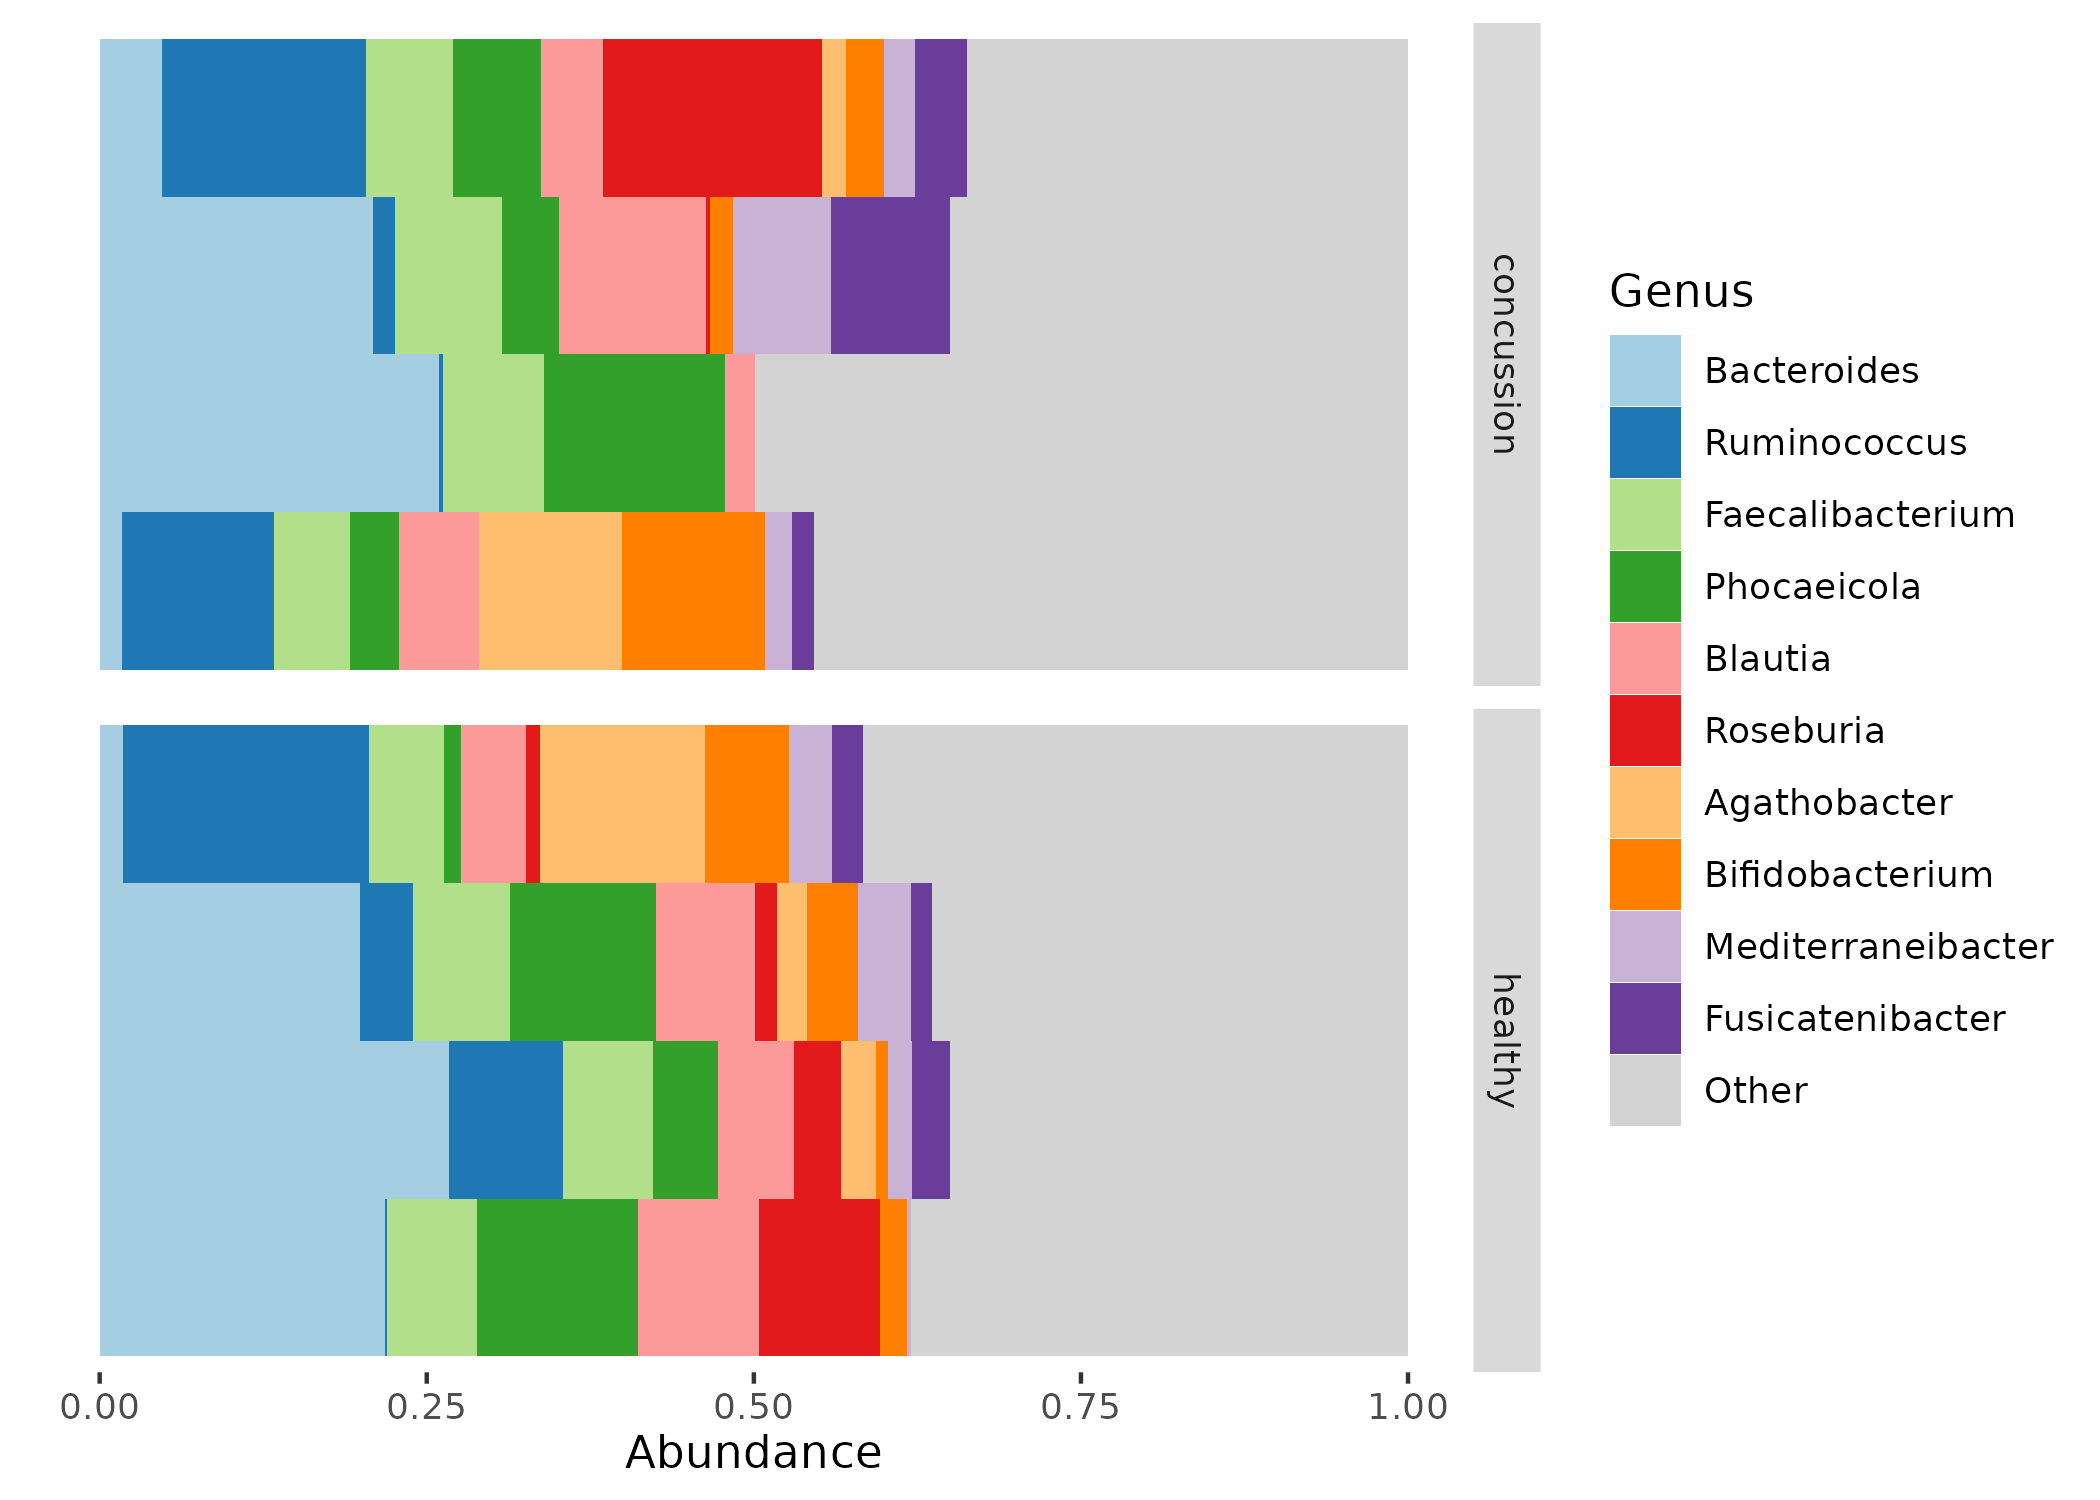 concussion
healthy
Genus
Bacteroides
Ruminococcus
Faecalibacterium
Phocaeicola
Blautia
Roseburia
Agathobacter
Bifidobacterium
Mediterraneibacter
Fusicatenibacter
Other
0.00 0.25 0.50 0.75 1.00
Abundance